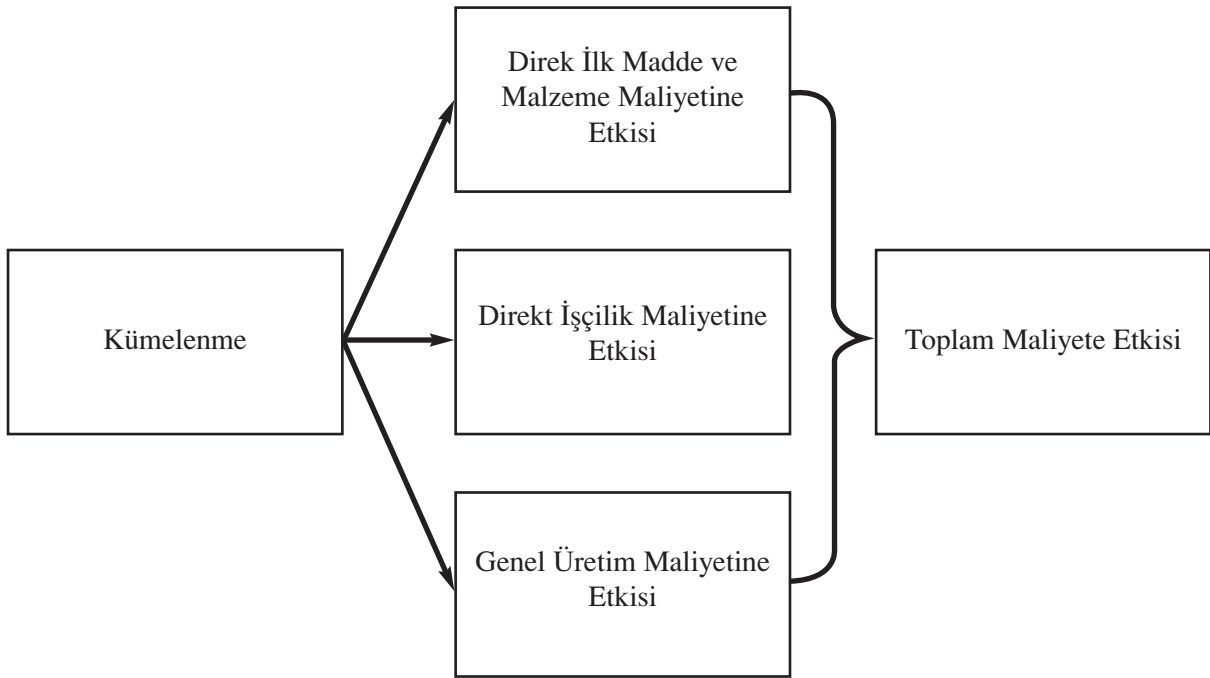 Direk İlk Madde ve
Malzeme Maliyetine
Etkisi
Kümelenme
Direkt İşçilik Maliyetine
Etkisi
Toplam Maliyete Etkisi
Genel Üretim Maliyetine
Etkisi